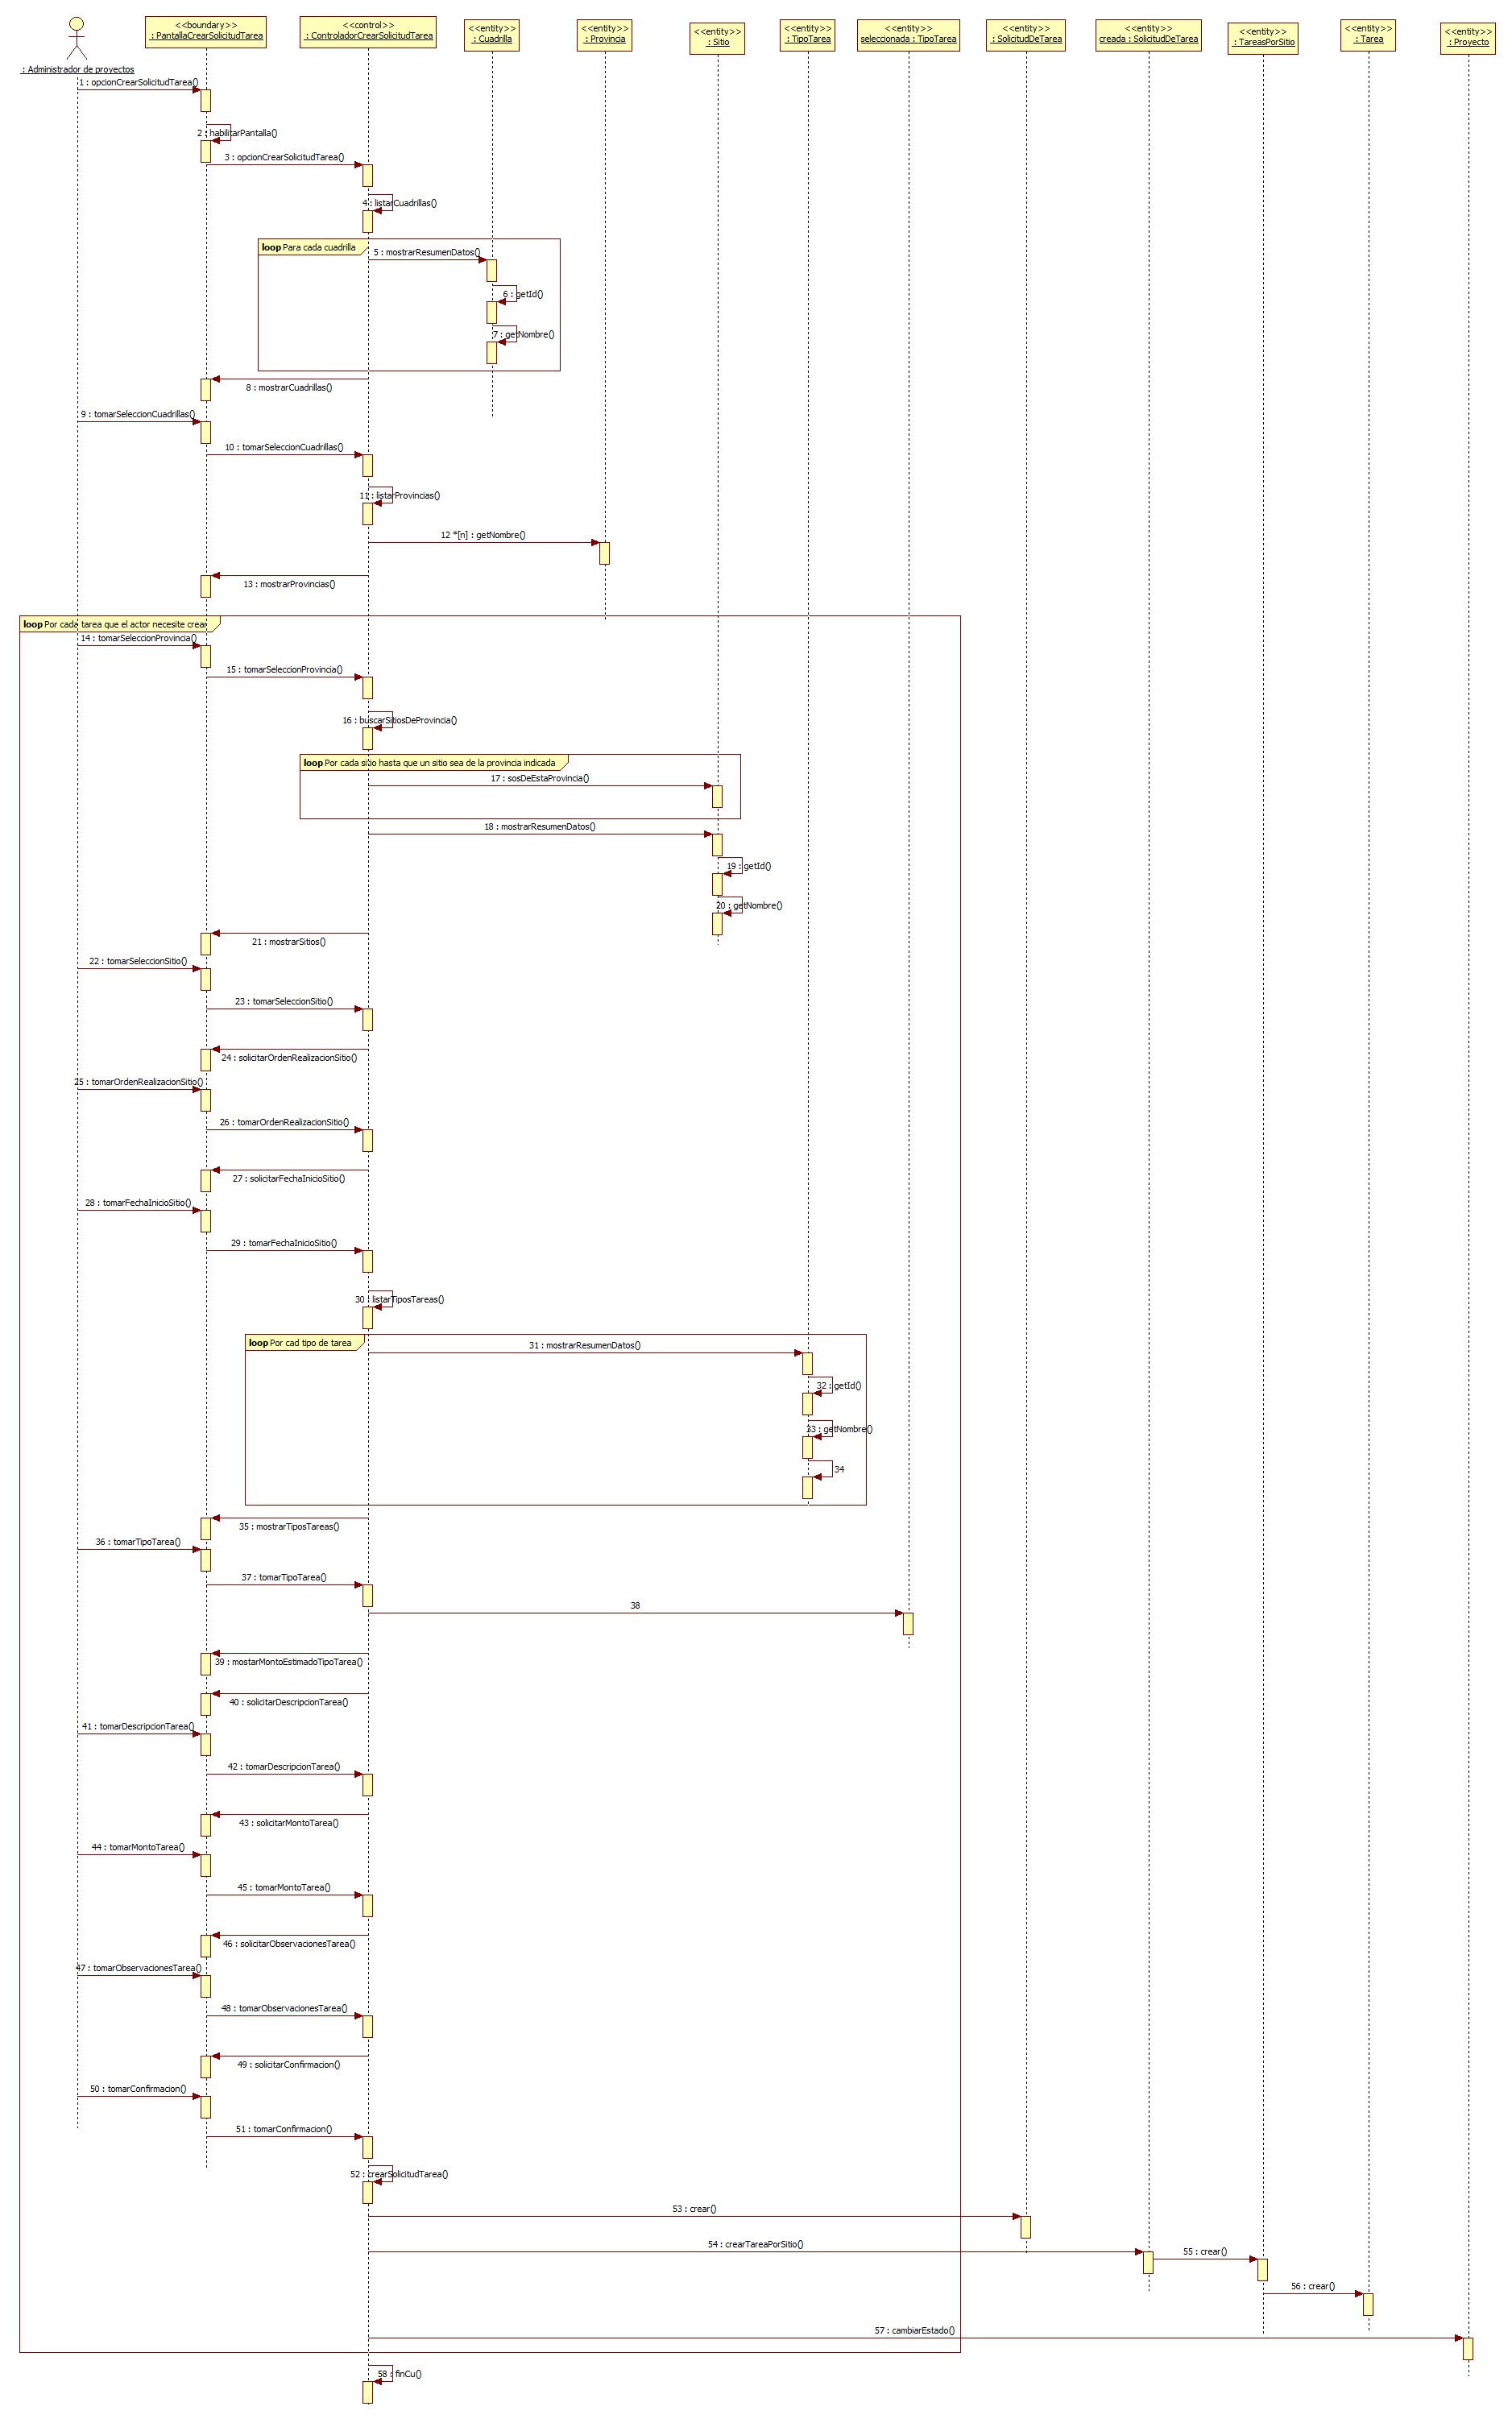 <<boundary>>
: PantallaCrearSolicitudTarea
<<control>>
: ControladorCrearSolicitudTarea
<<entity>>
: Cuadrilla
<<entity>>
: Provincia
<<entity>>
: Sitio
<<entity>>
: TipoTarea
<<entity>>
seleccionada : TipoTarea
<<entity>>
: SolicitudDeTarea
<<entity>>
creada : SolicitudDeTarea
<<entity>>
: TareasPorSitio
<<entity>>
: Tarea
<<entity>>
: Proyecto
: Administrador de proyectos
1 : opcionCrearSolicitudTarea()
2 : habilitarPantalla()
3 : opcionCrearSolicitudTarea()
4 : listarCuadrillas()
loop Para cada cuadrilla
5 : mostrarResumenDatos()
6 : getId()
7 : getNombre()
8 : mostrarCuadrillas()
9 : tomarSeleccionCuadrillas()
10 : tomarSeleccionCuadrillas()
11 : listarProvincias()
12 *[n] : getNombre()
13 : mostrarProvincias()
loop Por cada tarea que el actor necesite crear
14 : tomarSeleccionProvincia()
15 : tomarSeleccionProvincia()
16 : buscarSitiosDeProvincia()
loop Por cada sitio hasta que un sitio sea de la provincia indicada
17 : sosDeEstaProvincia()
18 : mostrarResumenDatos()
19 : getId()
20 : getNombre()
21 : mostrarSitios()
22 : tomarSeleccionSitio()
23 : tomarSeleccionSitio()
24 : solicitarOrdenRealizacionSitio()
25 : tomarOrdenRealizacionSitio()
26 : tomarOrdenRealizacionSitio()
27 : solicitarFechaInicioSitio()
28 : tomarFechaInicioSitio()
29 : tomarFechaInicioSitio()
30 : listarTiposTareas()
loop Por cad tipo de tarea
31 : mostrarResumenDatos()
32 : getId()
33 : getNombre()
34
35 : mostrarTiposTareas()
36 : tomarTipoTarea()
37 : tomarTipoTarea()
38
39 : mostarMontoEstimadoTipoTarea()
40 : solicitarDescripcionTarea()
41 : tomarDescripcionTarea()
42 : tomarDescripcionTarea()
43 : solicitarMontoTarea()
44 : tomarMontoTarea()
45 : tomarMontoTarea()
46 : solicitarObservacionesTarea()
47 : tomarObservacionesTarea()
48 : tomarObservacionesTarea()
49 : solicitarConfirmacion()
50 : tomarConfirmacion()
51 : tomarConfirmacion()
52 : crearSolicitudTarea()
53 : crear()
54 : crearTareaPorSitio()
55 : crear()
56 : crear()
57 : cambiarEstado()
58 : finCu()